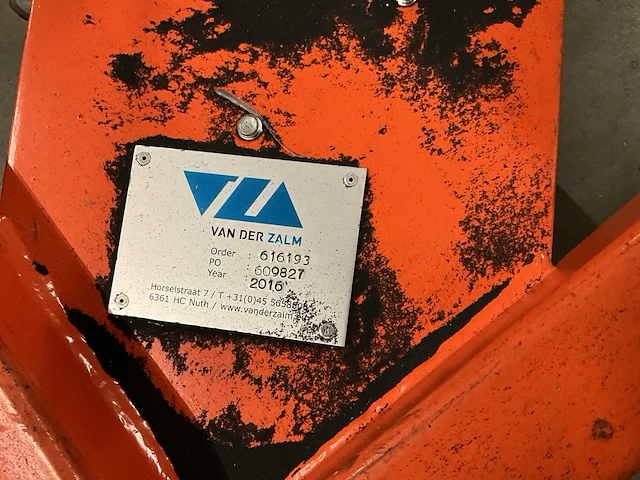 VAN DER ZALM
Order : 616193
PO : 609827
Year : 2016
Horselstraat 7 / T +31(0)45
6361 HC Nuth / www.vanderzalm